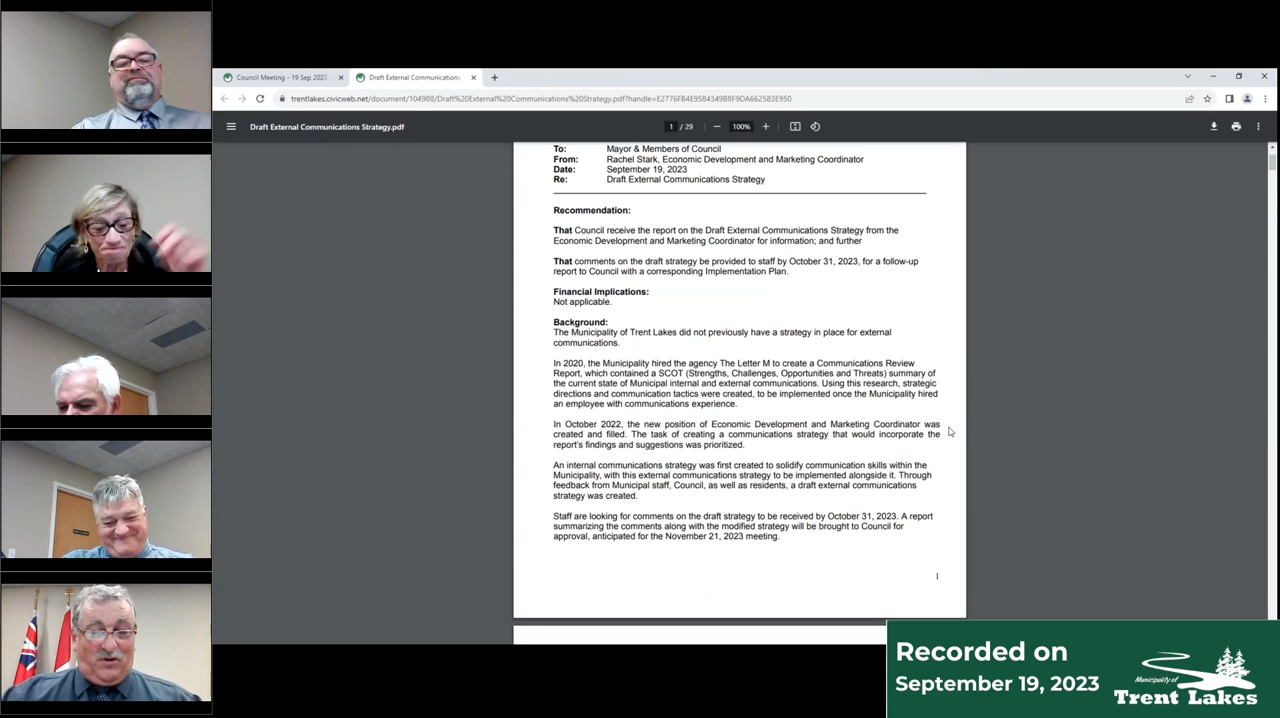 Council Meeting - 19 Sep 2023
Draft External Communications
trentlakes.civicweb.net/document/104988/Draft%20External%20Communications%20Strategy.pdf?handle=E2776FB4E958434988F9DA662583E950
Draft External Communications Strategy.pdf
1 / 29
100%
To: Mayor & Members of Council
From: Rachel Stark, Economic Development and Marketing Coordinator
Date: September 19, 2023
Re: Draft External Communications Strategy
Recommendation:
That Council receive the report on the Draft External Communications Strategy from the
Economic Development and Marketing Coordinator for information; and further
That comments on the draft strategy be provided to staff by October 31, 2023, for a follow-up
report to Council with a corresponding Implementation Plan.
Financial Implications:
Not applicable.
Background:
The Municipality of Trent Lakes did not previously have a strategy in place for external
communications.
In 2020, the Municipality hired the agency The Letter M to create a Communications Review
Report, which contained a SCOT (Strengths, Challenges, Opportunities and Threats) summary of
the current state of Municipal internal and external communications. Using this research, strategic
directions and communication tactics were created, to be implemented once the Municipality hired
an employee with communications experience.
In October 2022, the new position of Economic Development and Marketing Coordinator was
created and filled. The task of creating a communications strategy that would incorporate the
report's findings and suggestions was prioritized.
An internal communications strategy was first created to solidify communication skills within the
Municipality, with this external communications strategy to be implemented alongside it. Through
feedback from Municipal staff, Council, as well as residents, a draft external communications
strategy was created.
Staff are looking for comments on the draft strategy to be received by October 31, 2023. A report
summarizing the comments along with the modified strategy will be brought to Council for
approval, anticipated for the November 21, 2023 meeting.
1
Recorded on
September 19, 2023
Municipality of
Trent Lakes